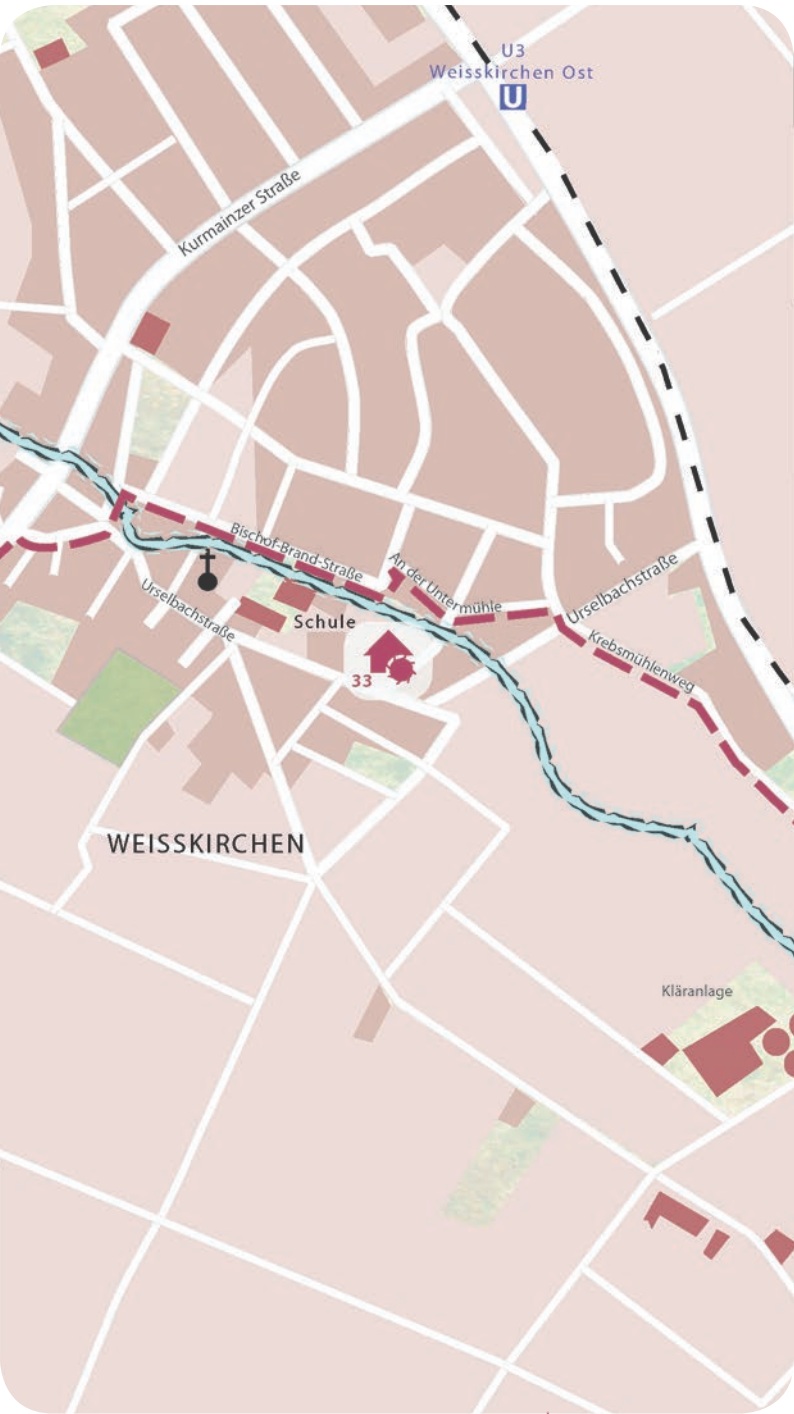 U3
Weisskirchen Ost
U
Kurmainzer Straße
Bischof-Brand-Straße
An der Untermühle
Urselbachstraße
Urselbachstraße
Schule
Krebsmühlenweg
33
WEISSKIRCHEN
Kläranlage